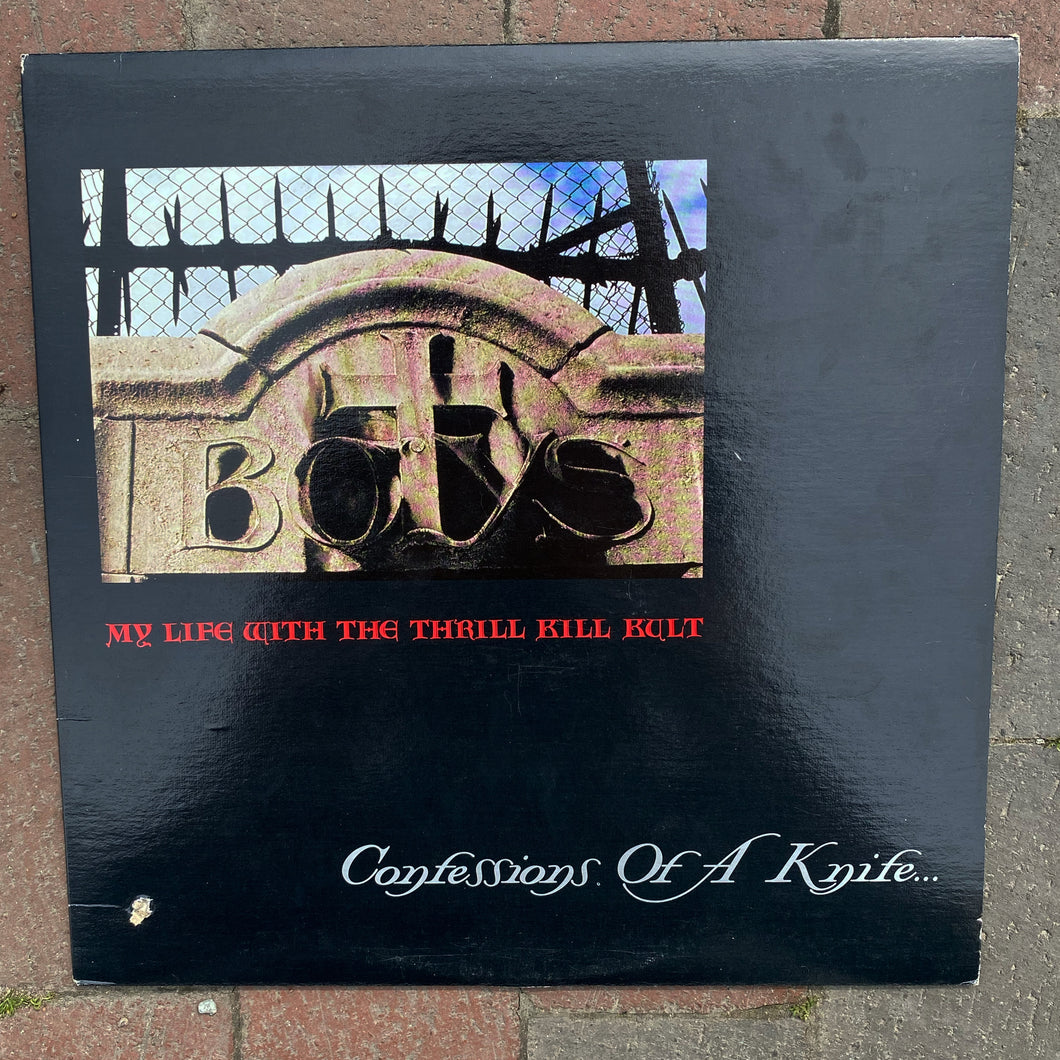 BOYS
MY LIFE WITH THE THRILL KILL KULT
Confessions Of A Knife...